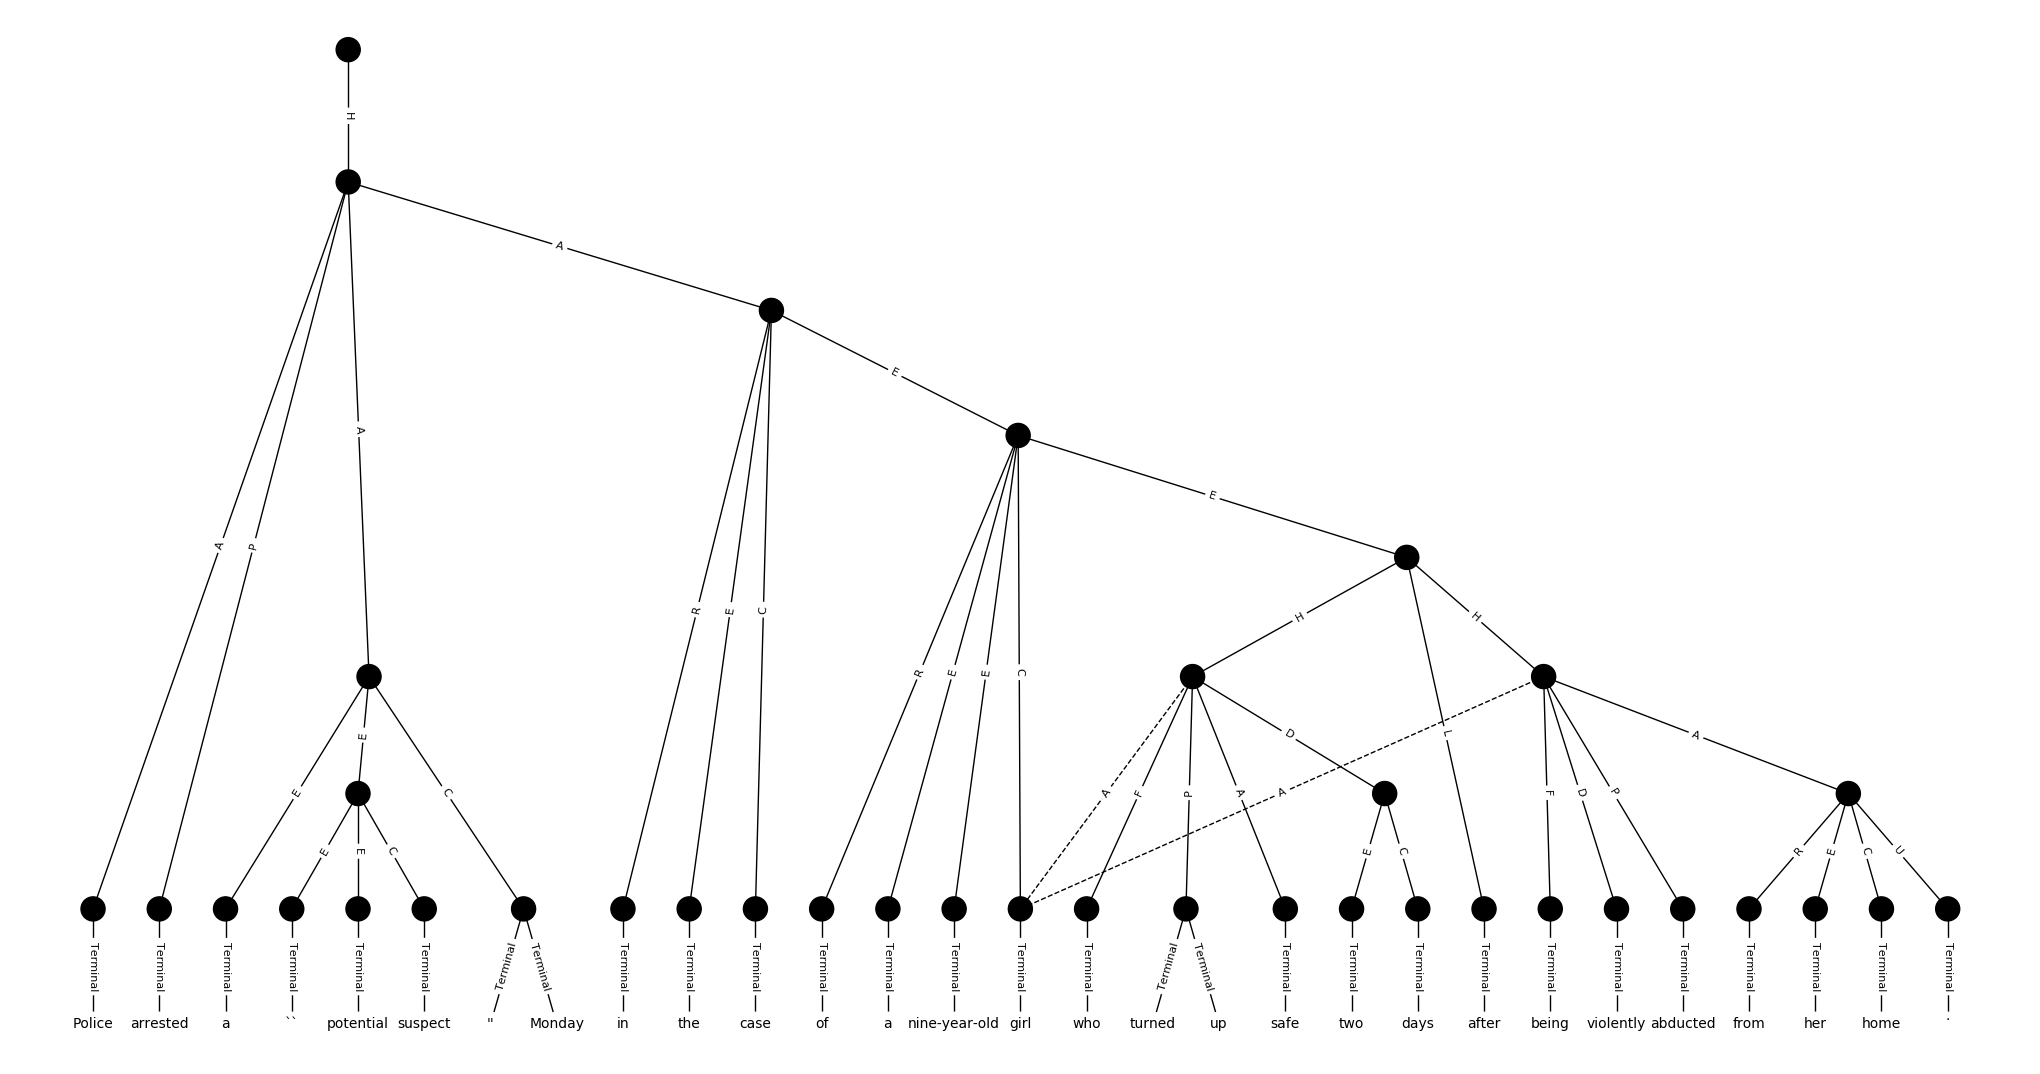 H
A
E
A
E
H
H
A
P
R
E
C
R
E
E
C
L
E
D
A
E
C
A
F
P
A
A
F
D
P
E
E
C
E
C
R
E
C
U
Terminal Terminal Terminal Terminal Terminal Terminal Terminal Terminal Terminal Terminal Terminal Terminal Terminal Terminal Terminal Terminal Terminal Terminal Terminal Terminal Terminal Terminal Terminal Terminal Terminal Terminal Terminal Terminal Terminal
Police arrested a `` potential suspect " Monday in the case of a nine-year-old girl who turned up safe two days after being violently abducted from her home .